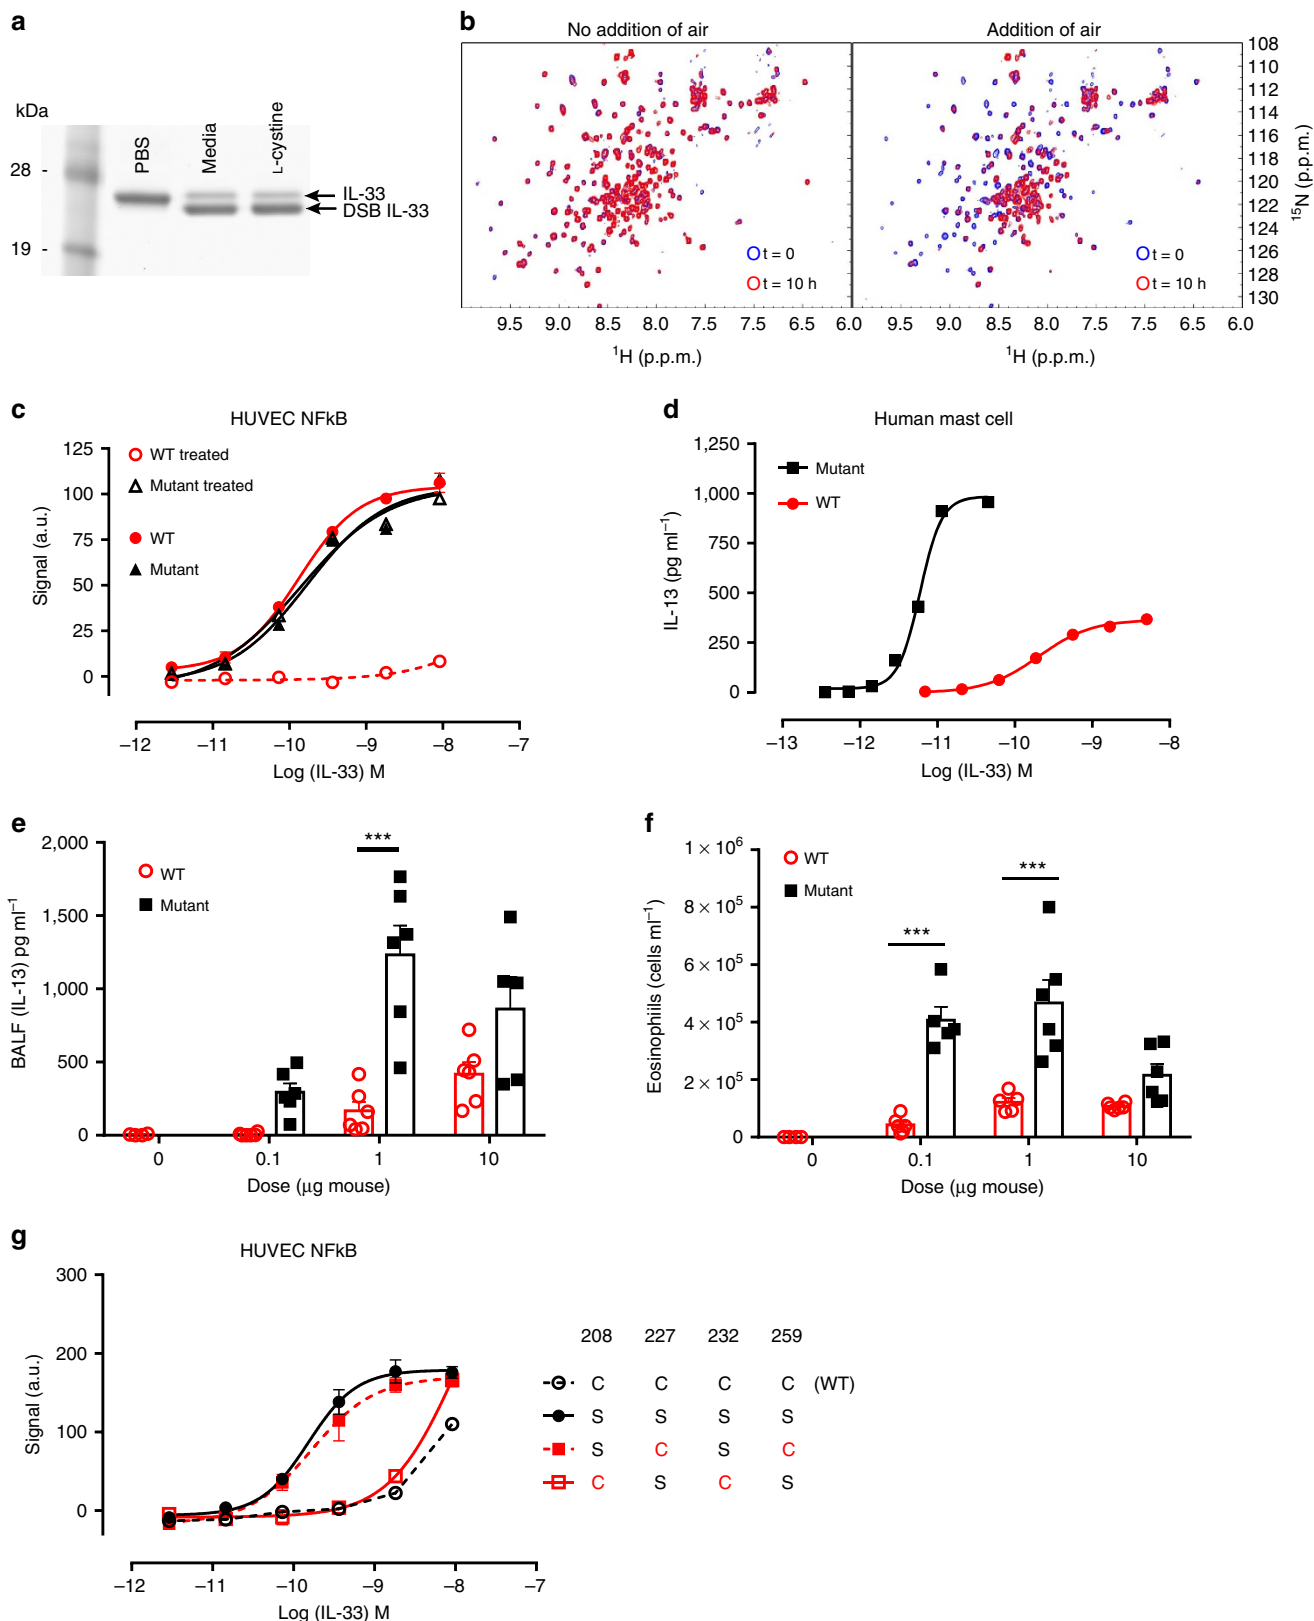 a
kDa
28 -
19 -
PBS
Media
L-cystine
IL-33
DSB IL-33
b
No addition of air
Addition of air
t = 0
t = 10 h
t = 0
t = 10 h
108
110
112
114
116
118
120
122
124
126
128
130
¹⁵N (p.p.m.)
9.5 9.0 8.5 8.0 7.5 7.0 6.5 6.0
9.5 9.0 8.5 8.0 7.5 7.0 6.5 6.0
¹H (p.p.m.)
¹H (p.p.m.)
c
HUVEC NFkB
WT treated
Mutant treated
WT
Mutant
Signal (a.u.)
125
100
75
50
25
0
–12 –11 –10 –9 –8 –7
Log (IL-33) M
d
Human mast cell
Mutant
WT
IL-13 (pg ml⁻¹)
1,250
1,000
750
500
250
0
–13 –12 –11 –10 –9 –8
Log (IL-33) M
e
WT
Mutant
***
BALF (IL-13) pg ml⁻¹
2,000
1,500
1,000
500
0
0 0.1 1 10
Dose (μg mouse)
f
WT
Mutant
***
***
Eosinophiils (cells ml⁻¹)
1 × 10⁶
8 × 10⁵
6 × 10⁵
4 × 10⁵
2 × 10⁵
0
0 0.1 1 10
Dose (μg mouse)
g
HUVEC NFkB
Signal (a.u.)
300
200
100
0
–12 –11 –10 –9 –8 –7
Log (IL-33) M
208 227 232 259
C C C C (WT)
S S S S
S C S C
C S C S